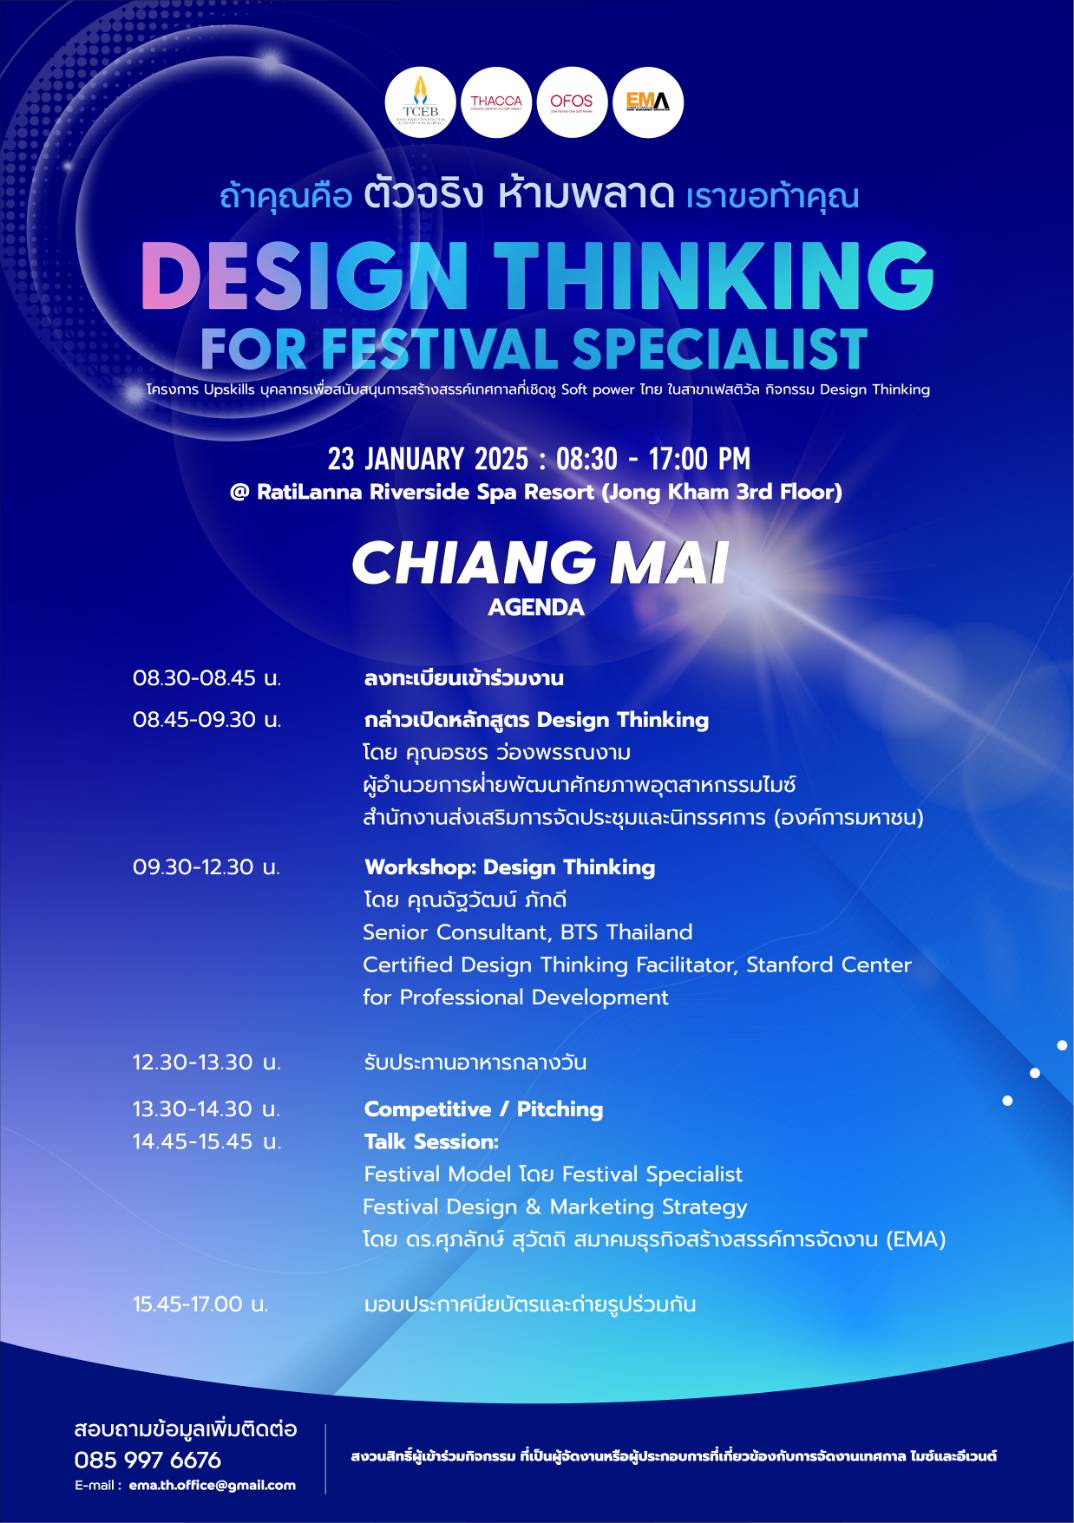 TCEB
THACCA
OFOS
EMA
ถ้าคุณคือ ตัวจริง ห้ามพลาด เราขอท้าคุณ
DESIGN THINKING
FOR FESTIVAL SPECIALIST
โครงการ Upskills บุคลากรเพื่อสนับสนุนการสร้างสรรค์เทศกาลที่เชิดชู Soft power ไทย ในสาขาเฟสติวัล กิจกรรม Design Thinking
23 JANUARY 2025 : 08:30 - 17:00 PM
@ RatiLanna Riverside Spa Resort (Jong Kham 3rd Floor)
CHIANG MAI
AGENDA
08.30-08.45 น. ลงทะเบียนเข้าร่วมงาน
08.45-09.30 น. กล่าวเปิดหลักสูตร Design Thinking
โดย คุณอรชร ว่องพรรณงาม
ผู้อำนวยการฝ่ายพัฒนาศักยภาพอุตสาหกรรมไมซ์
สำนักงานส่งเสริมการจัดประชุมและนิทรรศการ (องค์การมหาชน)
09.30-12.30 น. Workshop: Design Thinking
โดย คุณฉัฐวัฒน์ ภักดี
Senior Consultant, BTS Thailand
Certified Design Thinking Facilitator, Stanford Center
for Professional Development
12.30-13.30 น. รับประทานอาหารกลางวัน
13.30-14.30 น. Competitive / Pitching
14.45-15.45 น. Talk Session:
Festival Model โดย Festival Specialist
Festival Design & Marketing Strategy
โดย ดร.ศุภลักษ์ สุวัตถิ สมาคมธุรกิจสร้างสรรค์การจัดงาน (EMA)
15.45-17.00 น. มอบประกาศนียบัตรและถ่ายรูปร่วมกัน
สอบถามข้อมูลเพิ่มติดต่อ
085 997 6676
E-mail : ema.th.office@gmail.com
สงวนสิทธิ์ผู้เข้าร่วมกิจกรรม ที่เป็นผู้จัดงานหรือผู้ประกอบการที่เกี่ยวข้องกับการจัดงานเทศกาล ไมซ์และอีเวนต์